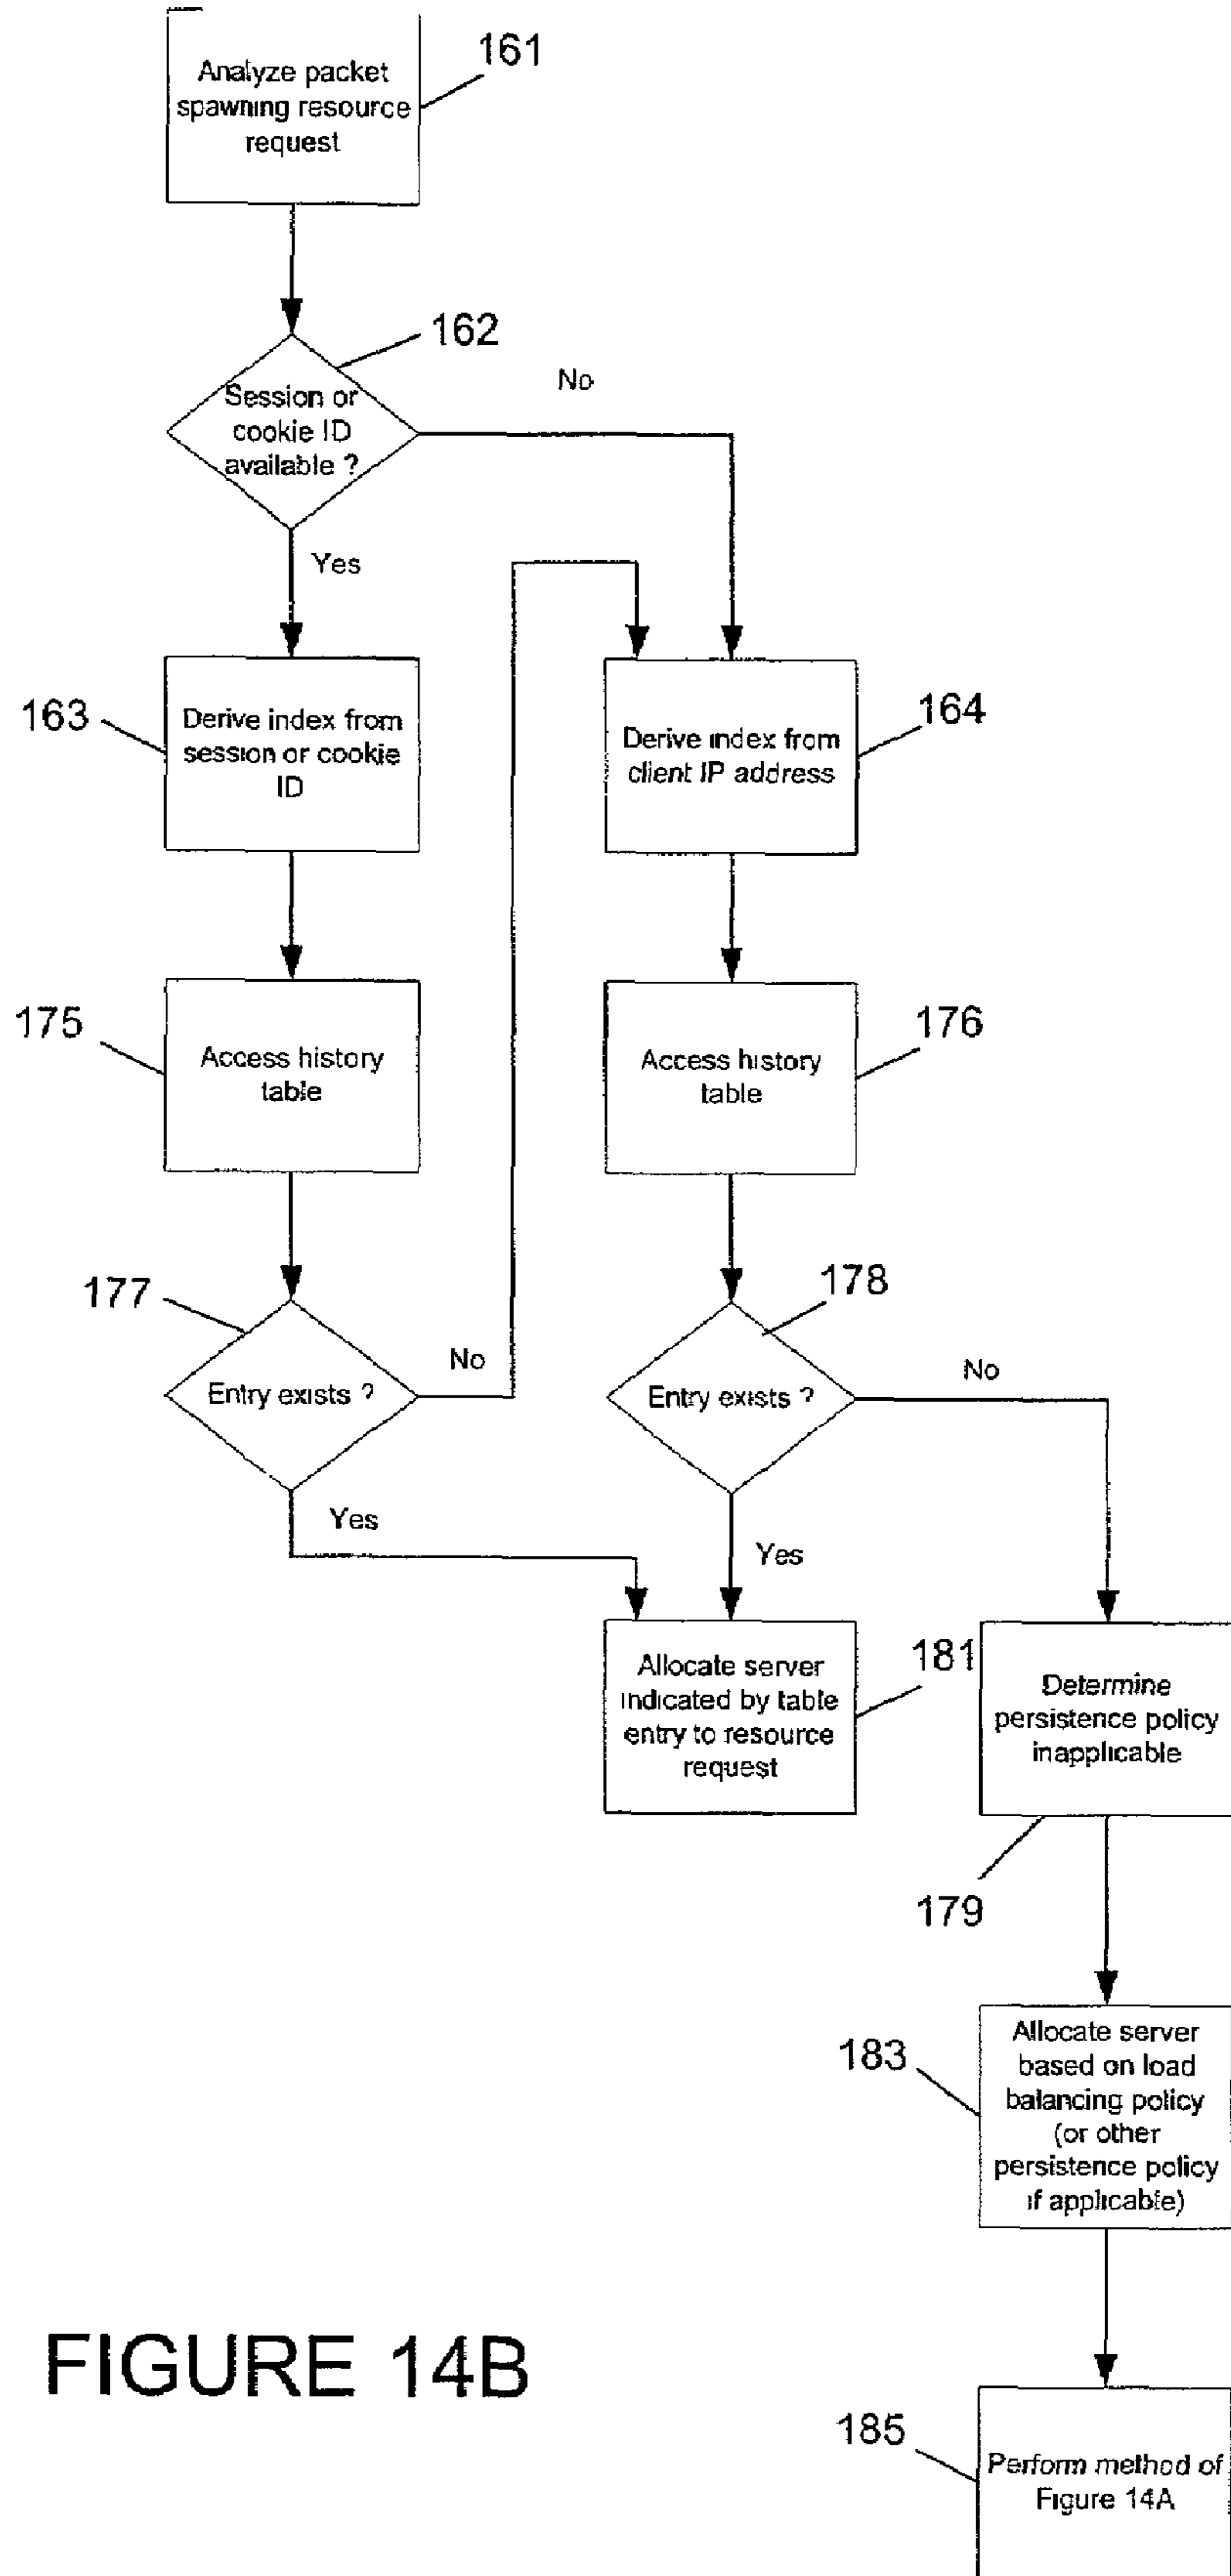 Analyze packet
spawning resource
request
161
162
Session or
cookie ID
available ?
No
Yes
163
Derive index from
session or cookie
ID
164
Derive index from
client IP address
175
Access history
table
176
Access history
table
177
Entry exists ?
No
Yes
178
Entry exists ?
No
Yes
181
Allocate server
indicated by table
entry to resource
request
Determine
persistence policy
inapplicable
179
183
Allocate server
based on load
balancing policy
(or other
persistence policy
if applicable)
FIGURE 14B
185
Perform method of
Figure 14A